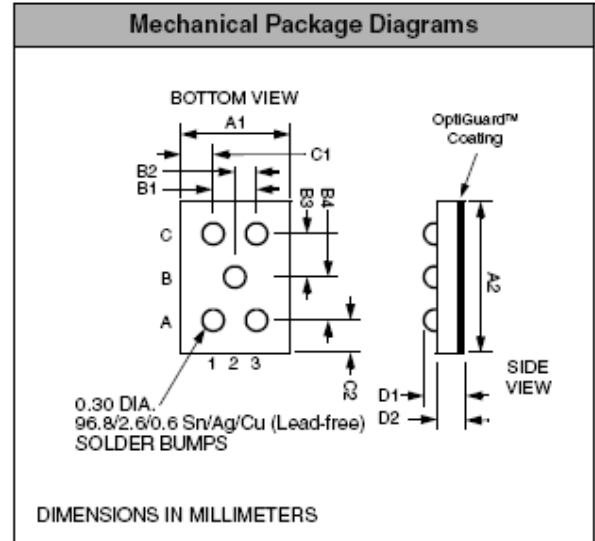 Mechanical Package Diagrams
BOTTOM VIEW
A1
OptiGuard™
Coating
C1
B2
B1
B3
B4
C
B
A
A2
1 2 3
C2
SIDE
VIEW
D1
D2
0.30 DIA.
96.8/2.6/0.6 Sn/Ag/Cu (Lead-free)
SOLDER BUMPS
DIMENSIONS IN MILLIMETERS